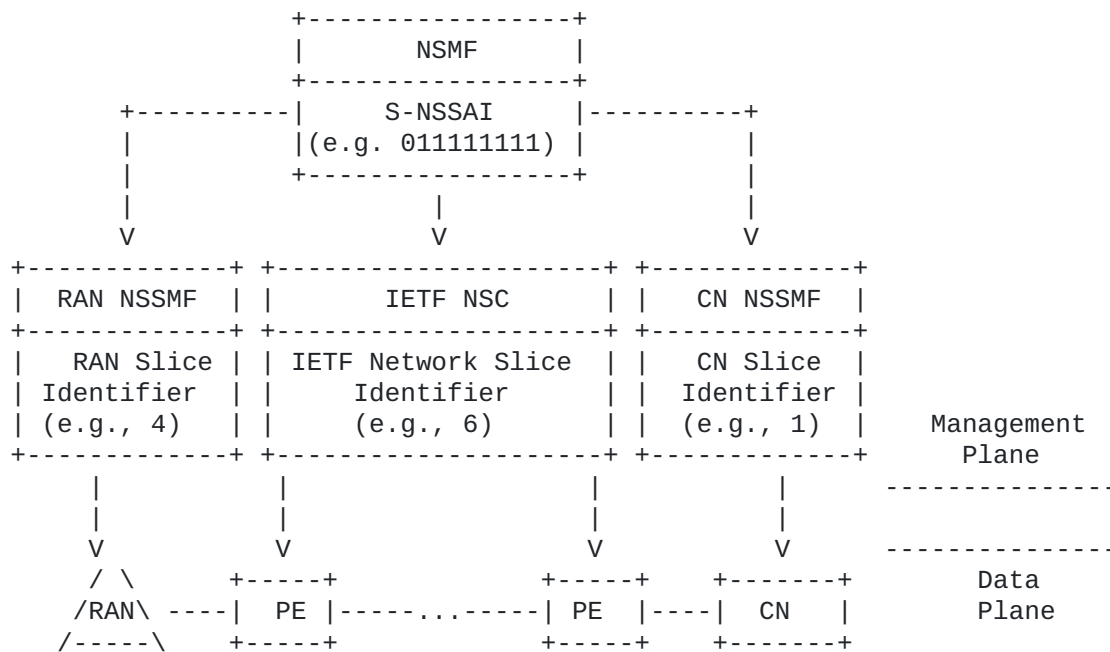 NSMF
S-NSSAI
(e.g. 011111111)
RAN NSSMF IETF NSC CN NSSMF
RAN Slice IETF Network Slice CN Slice
Identifier Identifier Identifier
(e.g., 4) (e.g., 6) (e.g., 1) Management
Plane
Data
RAN PE ... PE CN Plane